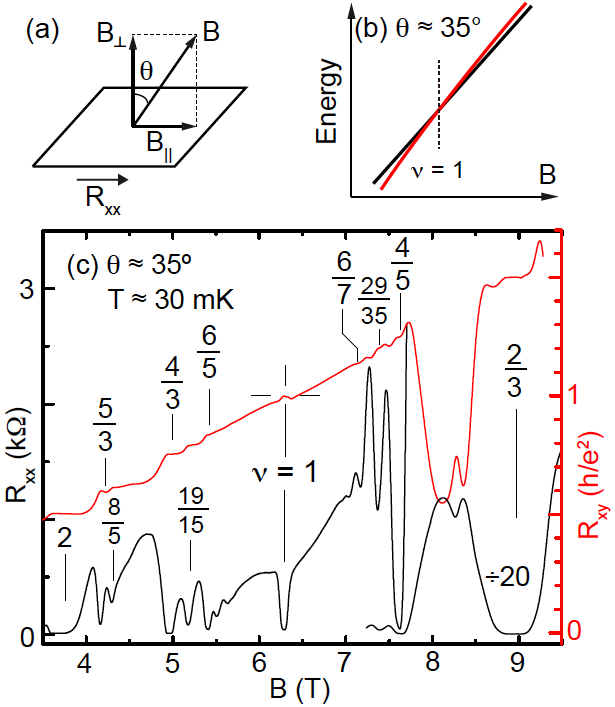 (a)
B⊥
B
θ
B||
Rxx
(b) θ ≈ 35°
Energy
ν = 1
B
(c) θ ≈ 35º
T ≈ 30 mK
6/7
29/35
4/5
6/5
4/3
5/3
8/5
2
19/15
ν = 1
2/3
÷20
3
0
Rxx (kΩ)
1
0
Rxy (h/e²)
4 5 6 7 8 9
B (T)